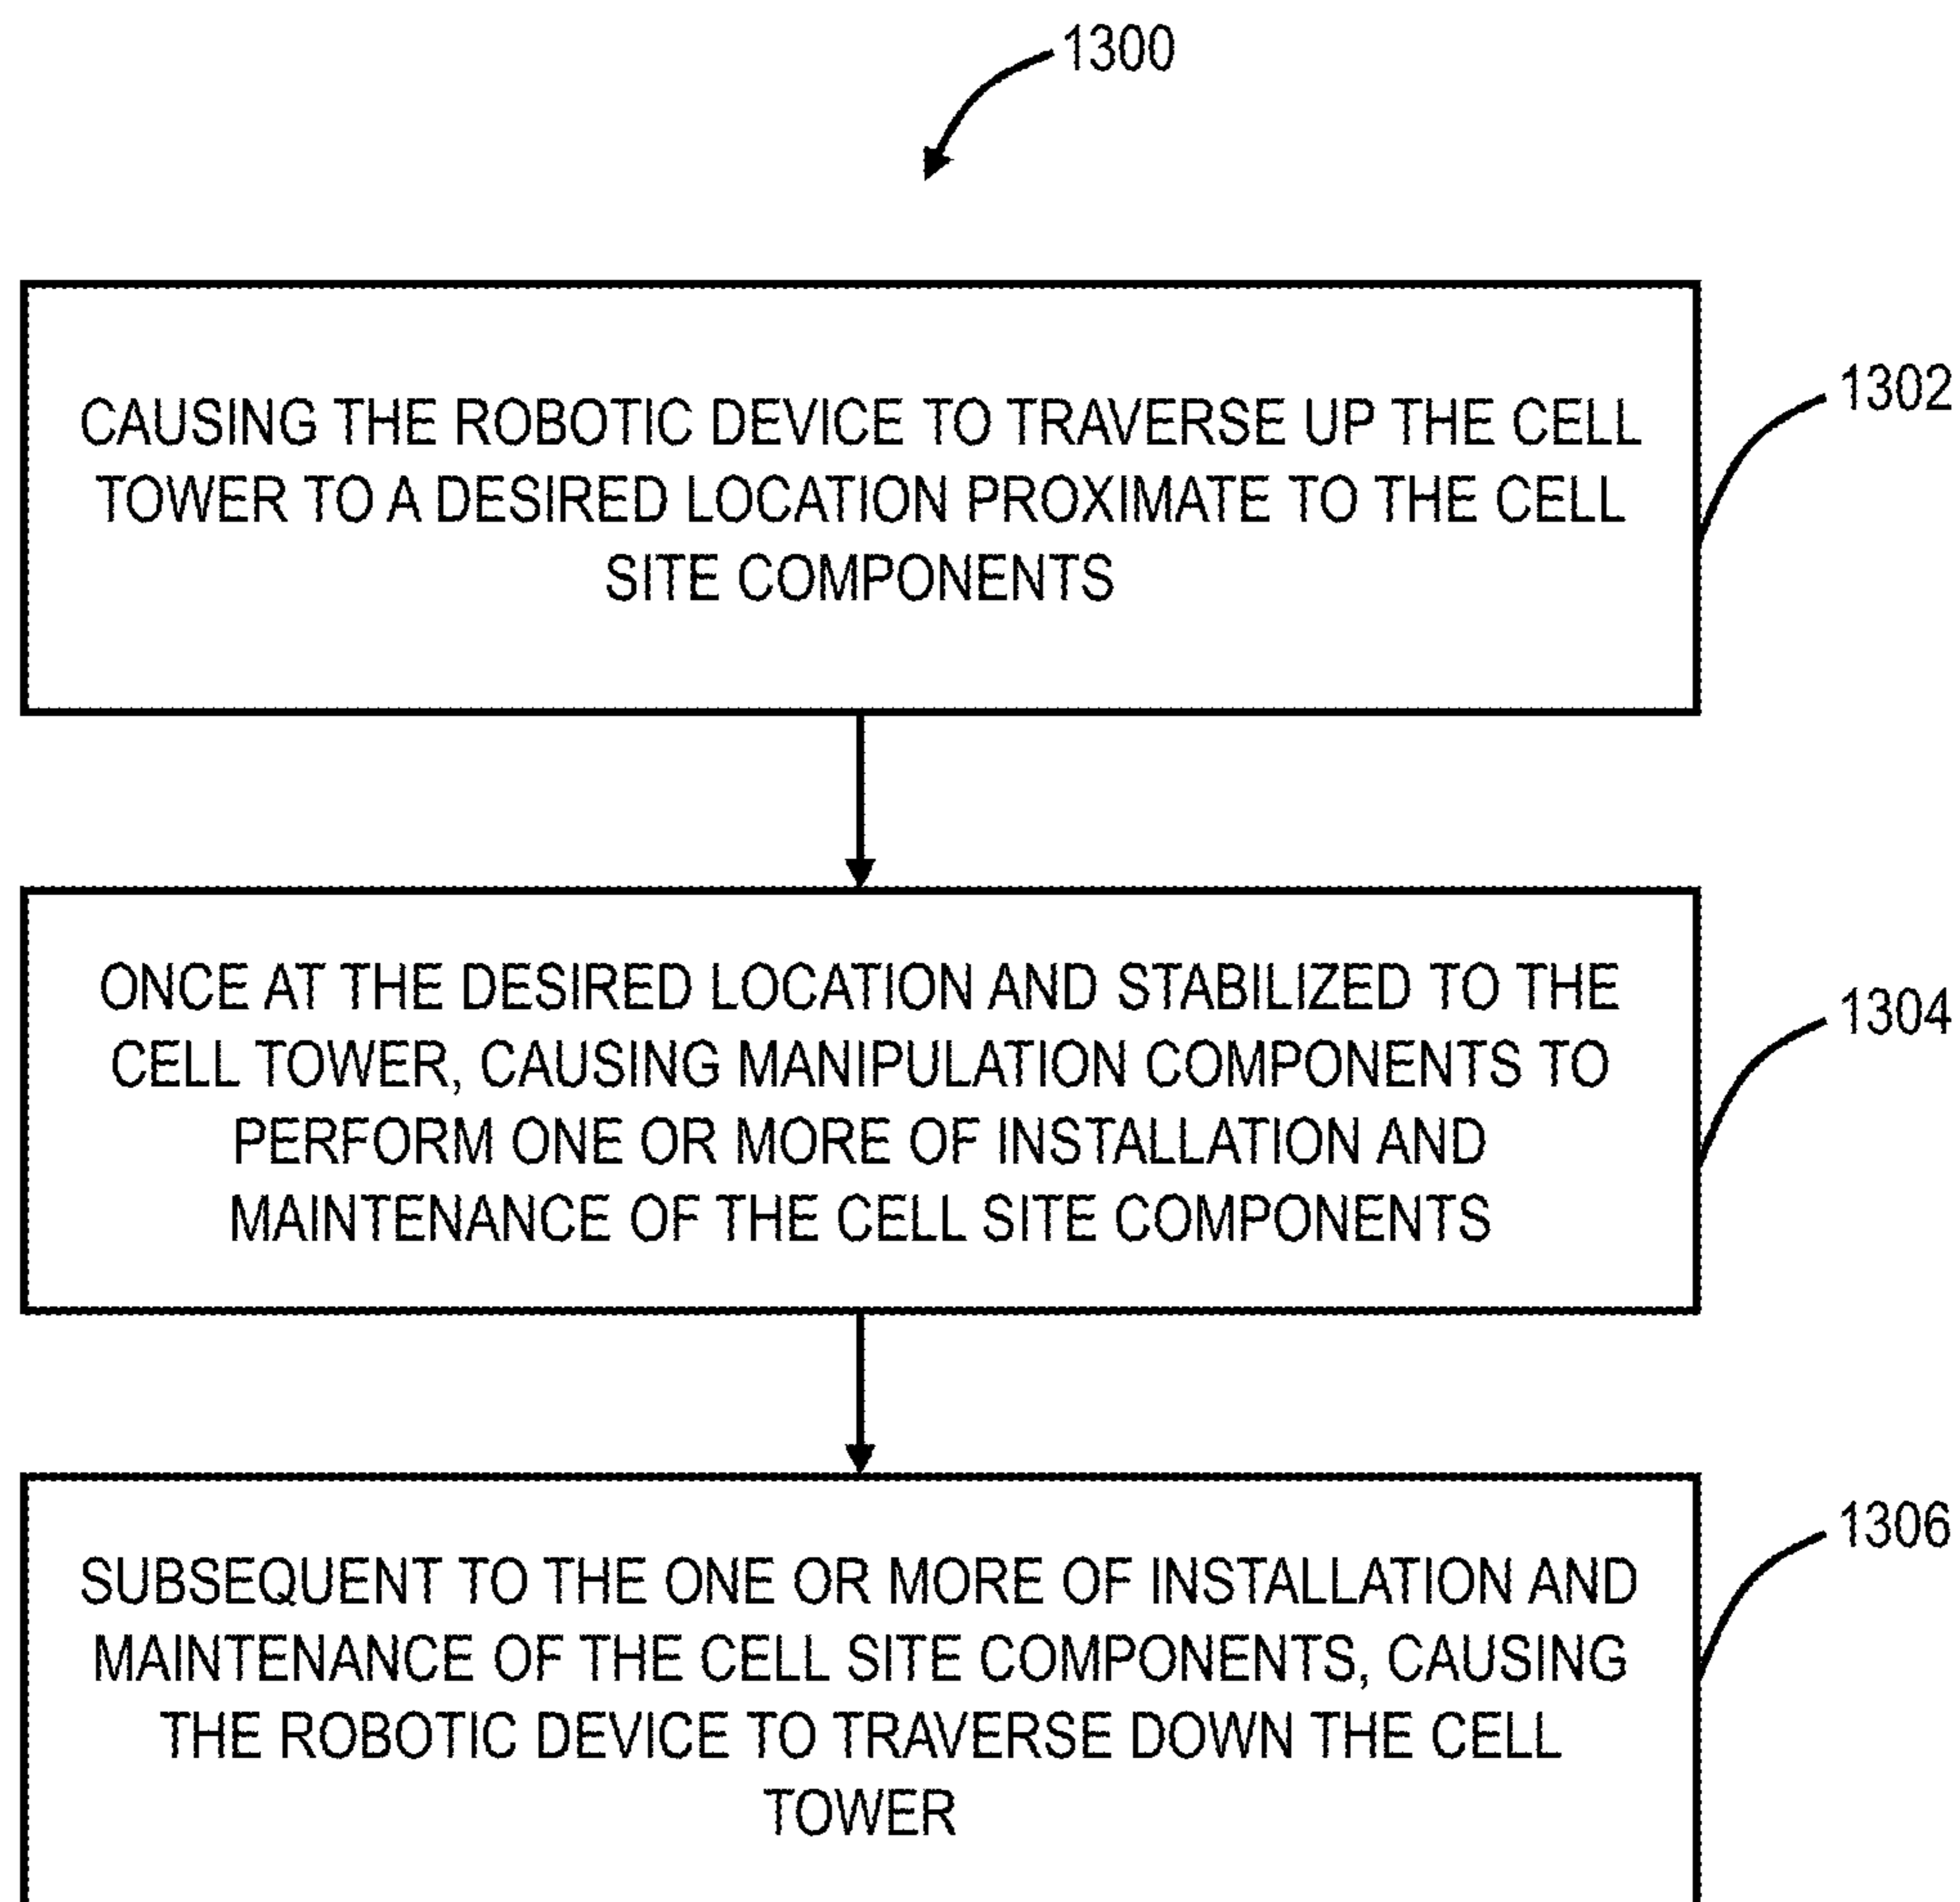 1300
CAUSING THE ROBOTIC DEVICE TO TRAVERSE UP THE CELL
TOWER TO A DESIRED LOCATION PROXIMATE TO THE CELL
SITE COMPONENTS
1302
ONCE AT THE DESIRED LOCATION AND STABILIZED TO THE
CELL TOWER, CAUSING MANIPULATION COMPONENTS TO
PERFORM ONE OR MORE OF INSTALLATION AND
MAINTENANCE OF THE CELL SITE COMPONENTS
1304
SUBSEQUENT TO THE ONE OR MORE OF INSTALLATION AND
MAINTENANCE OF THE CELL SITE COMPONENTS, CAUSING
THE ROBOTIC DEVICE TO TRAVERSE DOWN THE CELL
TOWER
1306